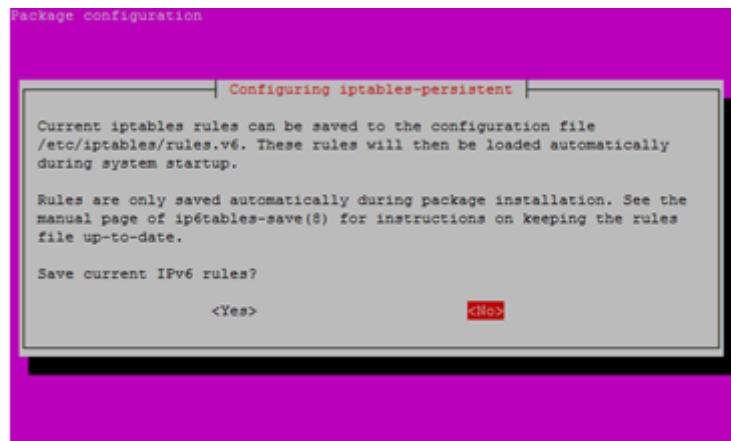 Package configuration
Configuring iptables-persistent
Current iptables rules can be saved to the configuration file
/etc/iptables/rules.v6. These rules will then be loaded automatically
during system startup.
Rules are only saved automatically during package installation. See the
manual page of ip6tables-save(8) for instructions on keeping the rules
file up-to-date.
Save current IPv6 rules?
<Yes> <No>